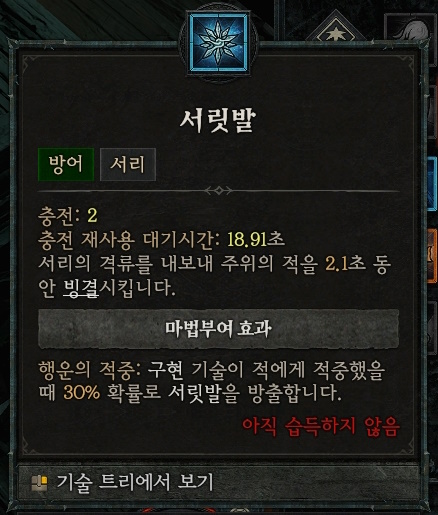 서릿발
방어 서리
충전: 2
충전 재사용 대기시간: 18.91초
서리의 격류를 내보내 주위의 적을 2.1초 동
안 빙결시킵니다.
마법부여 효과
행운의 적중: 구현 기술이 적에게 적중했을
때 30% 확률로 서릿발을 방출합니다.
아직 습득하지 않음
기술 트리에서 보기